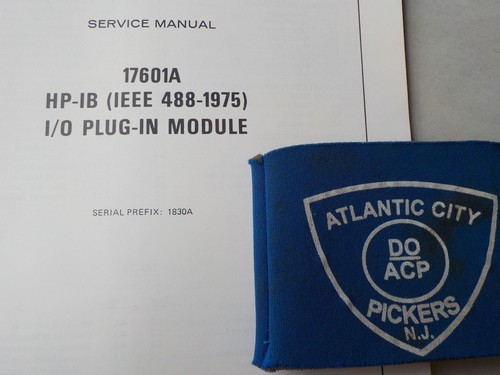 SERVICE MANUAL
17601A
HP-IB (IEEE 488-1975)
I/O PLUG-IN MODULE
SERIAL PREFIX: 1830A
ATLANTIC CITY
DO
ACP
PICKERS
N.J.